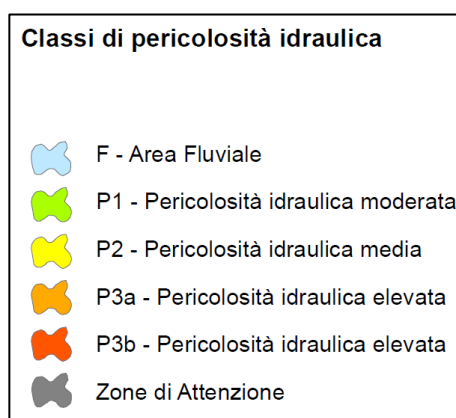 Classi di pericolosità idraulica
F - Area Fluviale
P1 - Pericolosità idraulica moderata
P2 - Pericolosità idraulica media
P3a - Pericolosità idraulica elevata
P3b - Pericolosità idraulica elevata
Zone di Attenzione